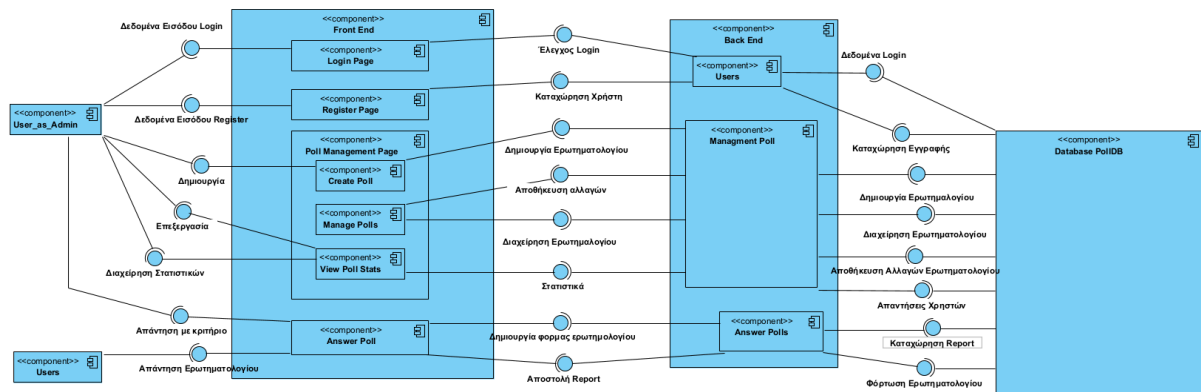 <<component>>
User_as_Admin
<<component>>
Users
Δεδομένα Εισόδου Login
Δεδομένα Εισόδου Register
Δημιουργία
Επεξεργασία
Διαχείρηση Στατιστικών
Απάντηση με κριτήριο
Απάντηση Ερωτηματολογίου
<<component>>
Front End
<<component>>
Login Page
<<component>>
Register Page
<<component>>
Poll Management Page
<<component>>
Create Poll
<<component>>
Manage Polls
<<component>>
View Poll Stats
<<component>>
Answer Poll
Έλεγχος Login
Καταχώρηση Χρήστη
Δημιουργία Ερωτηματολογίου
Αποθήκευση αλλαγών
Διαχείρηση Ερωτημαλογίου
Στατιστικά
Δημιουργία φορμας ερωτημολογίου
Αποστολή Report
<<component>>
Back End
<<component>>
Users
<<component>>
Managment Poll
<<component>>
Answer Polls
Δεδομένα Login
Καταχώρηση Εγγραφής
Δημιουργία Ερωτημαλογίου
Διαχείρηση Ερωτηματολογίου
Αποθήκευση Αλλαγών Ερωτηματολογίου
Απαντήσεις Χρηστών
Καταχώρηση Report
Φόρτωση Ερωτηματολογίου
<<component>>
Database PollDB